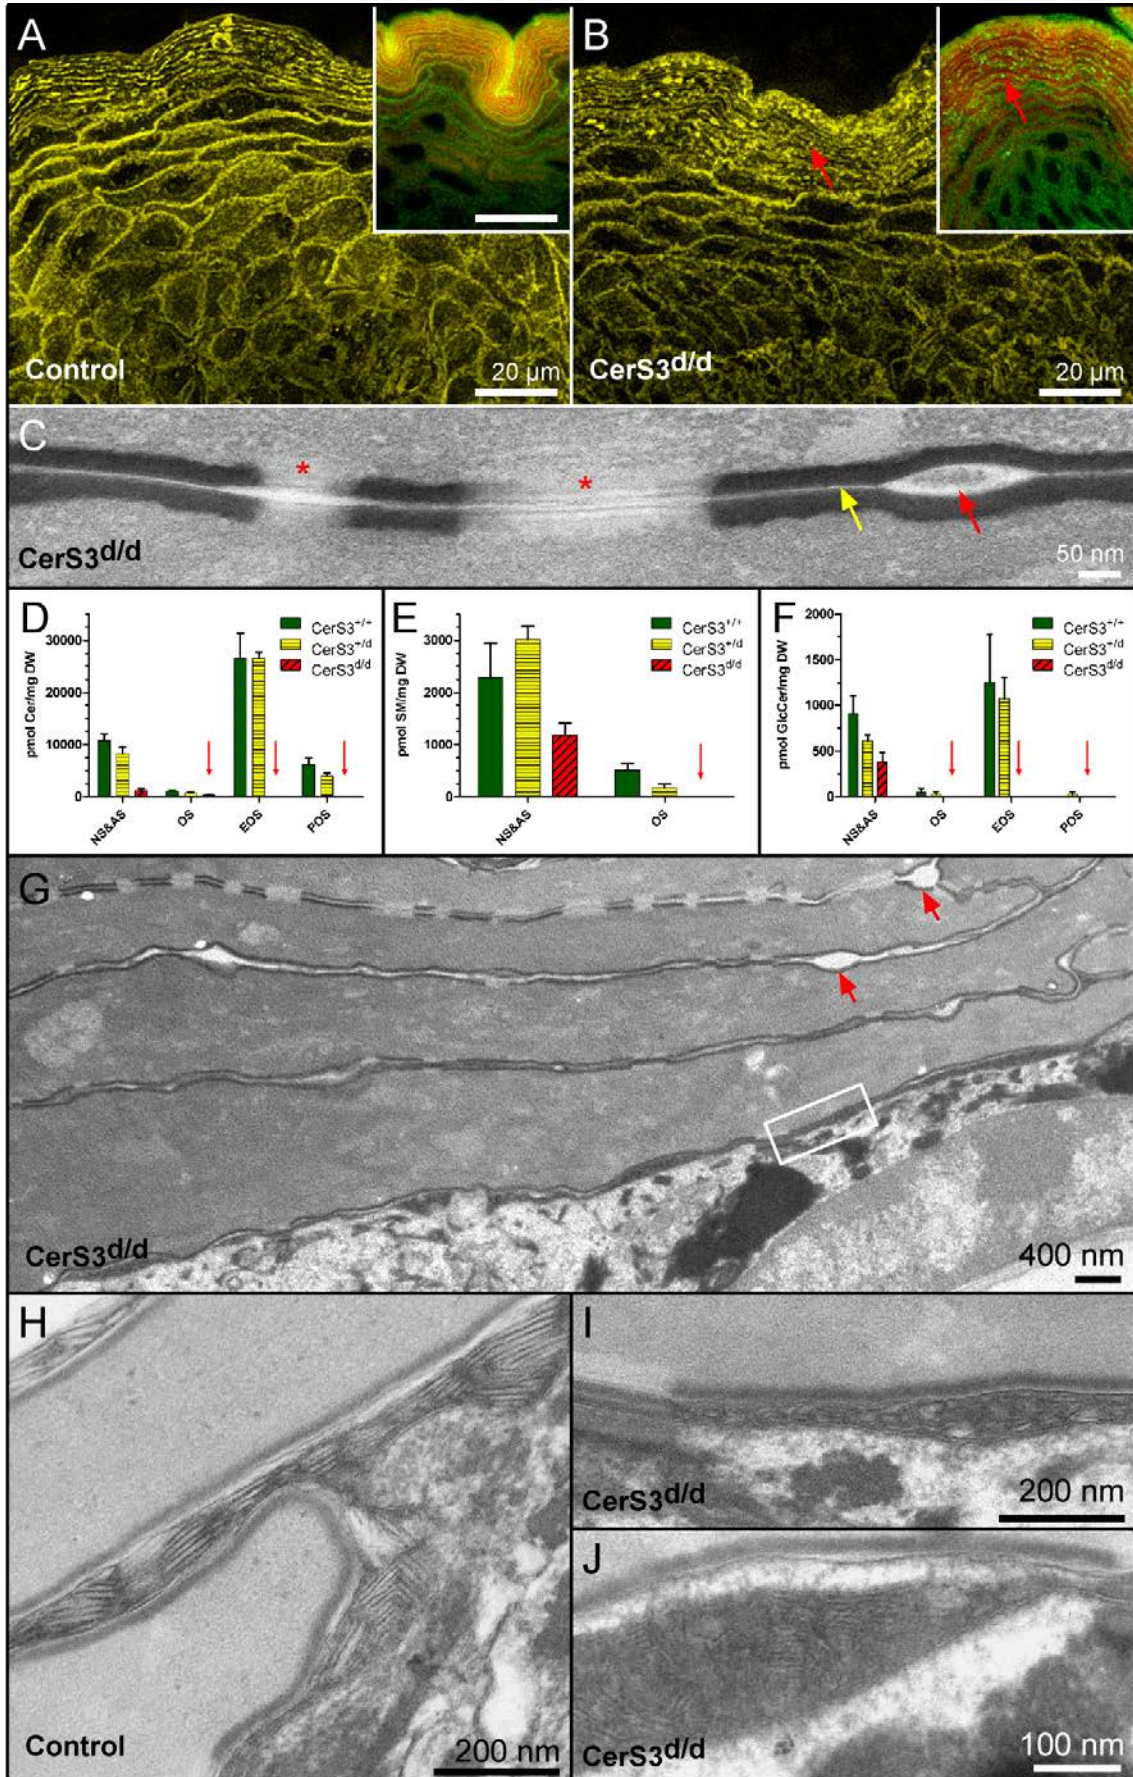 A
Control
20 µm
B
CerS3d/d
20 µm
C
*
*
CerS3d/d
50 nm
D
pmol Cer/mg DW
30000
20000
10000
0
CerS3+/+
CerS3+/d
CerS3d/d
NS&AS
OS
EOS
POS
E
pmol SM/mg DW
3000
2000
1000
0
CerS3+/+
CerS3+/d
CerS3d/d
NS&AS
OS
F
pmol GlcCer/mg DW
2000
1500
1000
500
0
CerS3+/+
CerS3+/d
CerS3d/d
NS&AS
OS
EOS
POS
G
CerS3d/d
400 nm
H
Control
200 nm
I
CerS3d/d
200 nm
J
CerS3d/d
100 nm